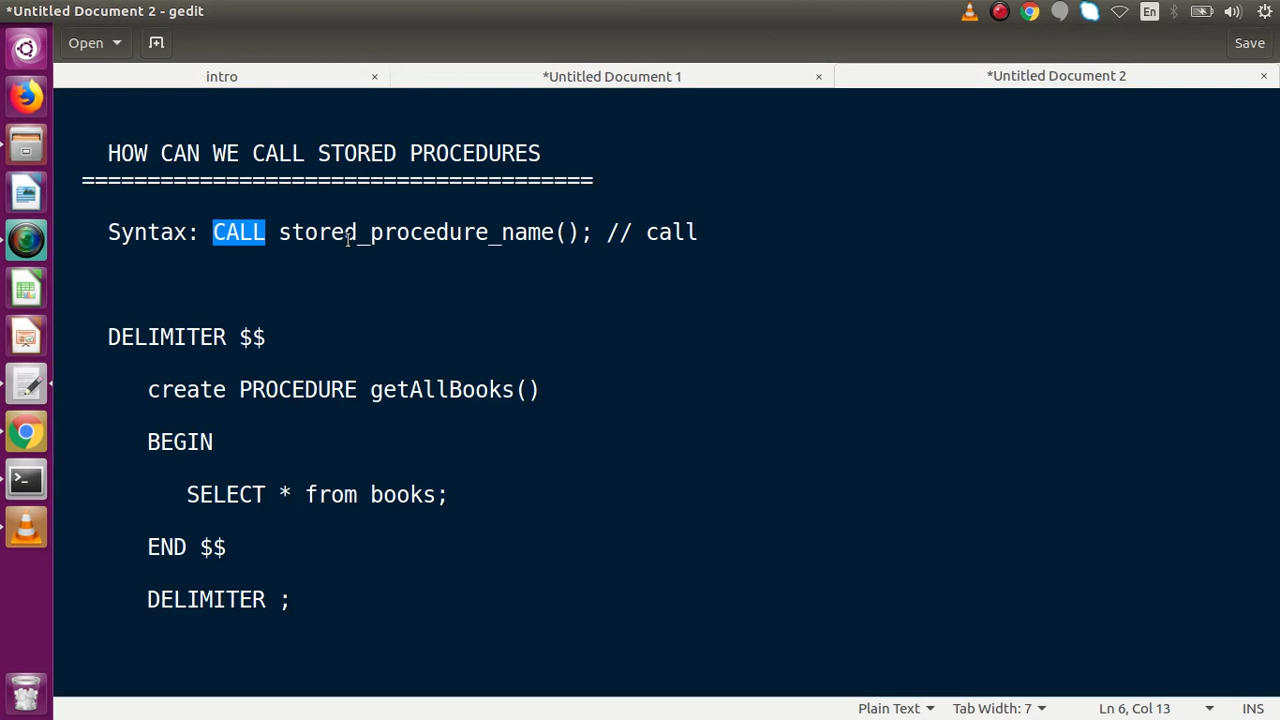 *Untitled Document 2 - gedit
En
Open
Save
intro
*Untitled Document 1
*Untitled Document 2
HOW CAN WE CALL STORED PROCEDURES
=======================================
Syntax: CALL stored_procedure_name(); // call
DELIMITER $$
create PROCEDURE getAllBooks()
BEGIN
SELECT * from books;
END $$
DELIMITER ;
Plain Text
Tab Width: 7
Ln 6, Col 13
INS